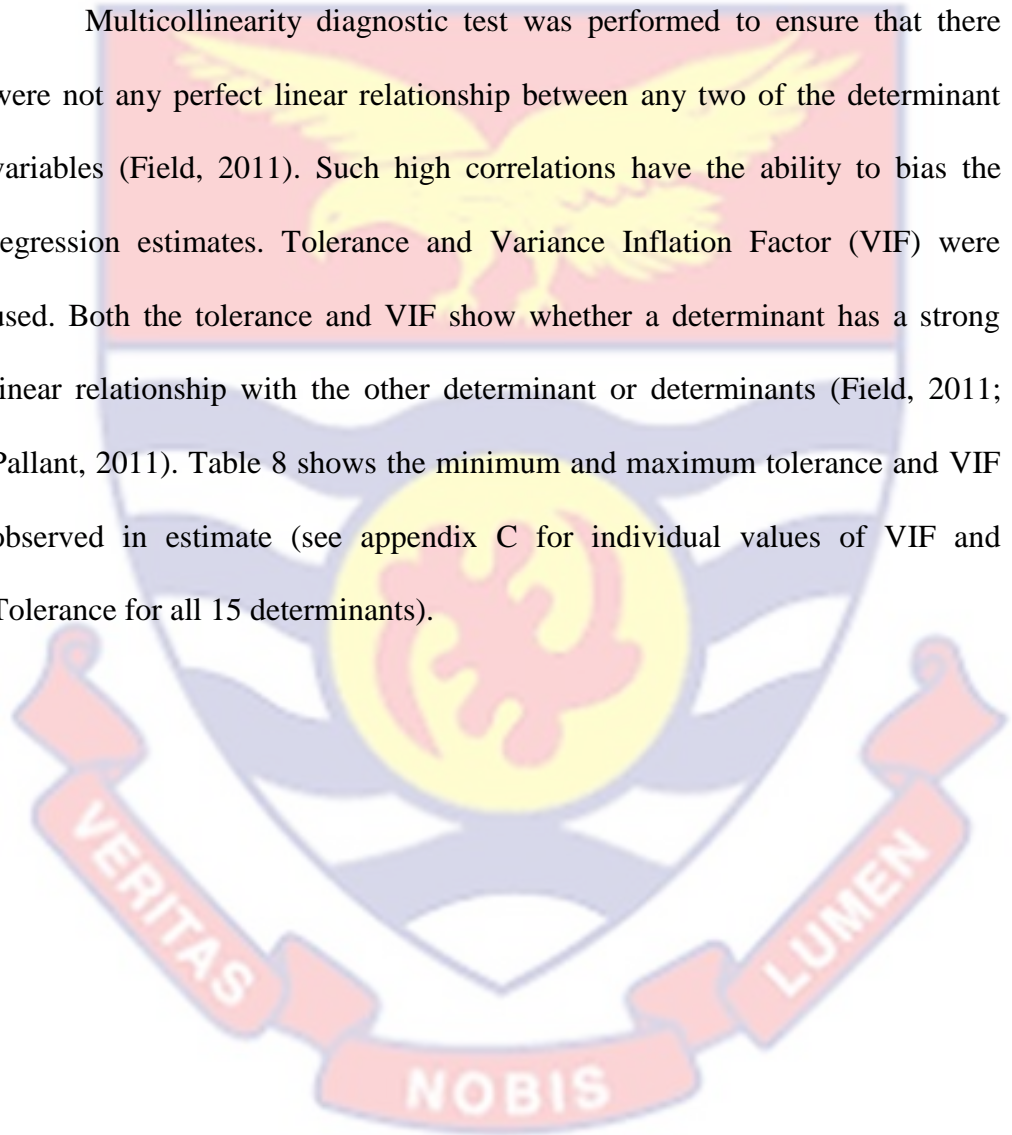 Multicollinearity diagnostic test was performed to ensure that there
were not any perfect linear relationship between any two of the determinant
variables (Field, 2011). Such high correlations have the ability to bias the
regression estimates. Tolerance and Variance Inflation Factor (VIF) were
used. Both the tolerance and VIF show whether a determinant has a strong
linear relationship with the other determinant or determinants (Field, 2011;
Pallant, 2011). Table 8 shows the minimum and maximum tolerance and VIF
observed in estimate (see appendix C for individual values of VIF and
Tolerance for all 15 determinants).
VERITAS
NOBIS
LUMEN